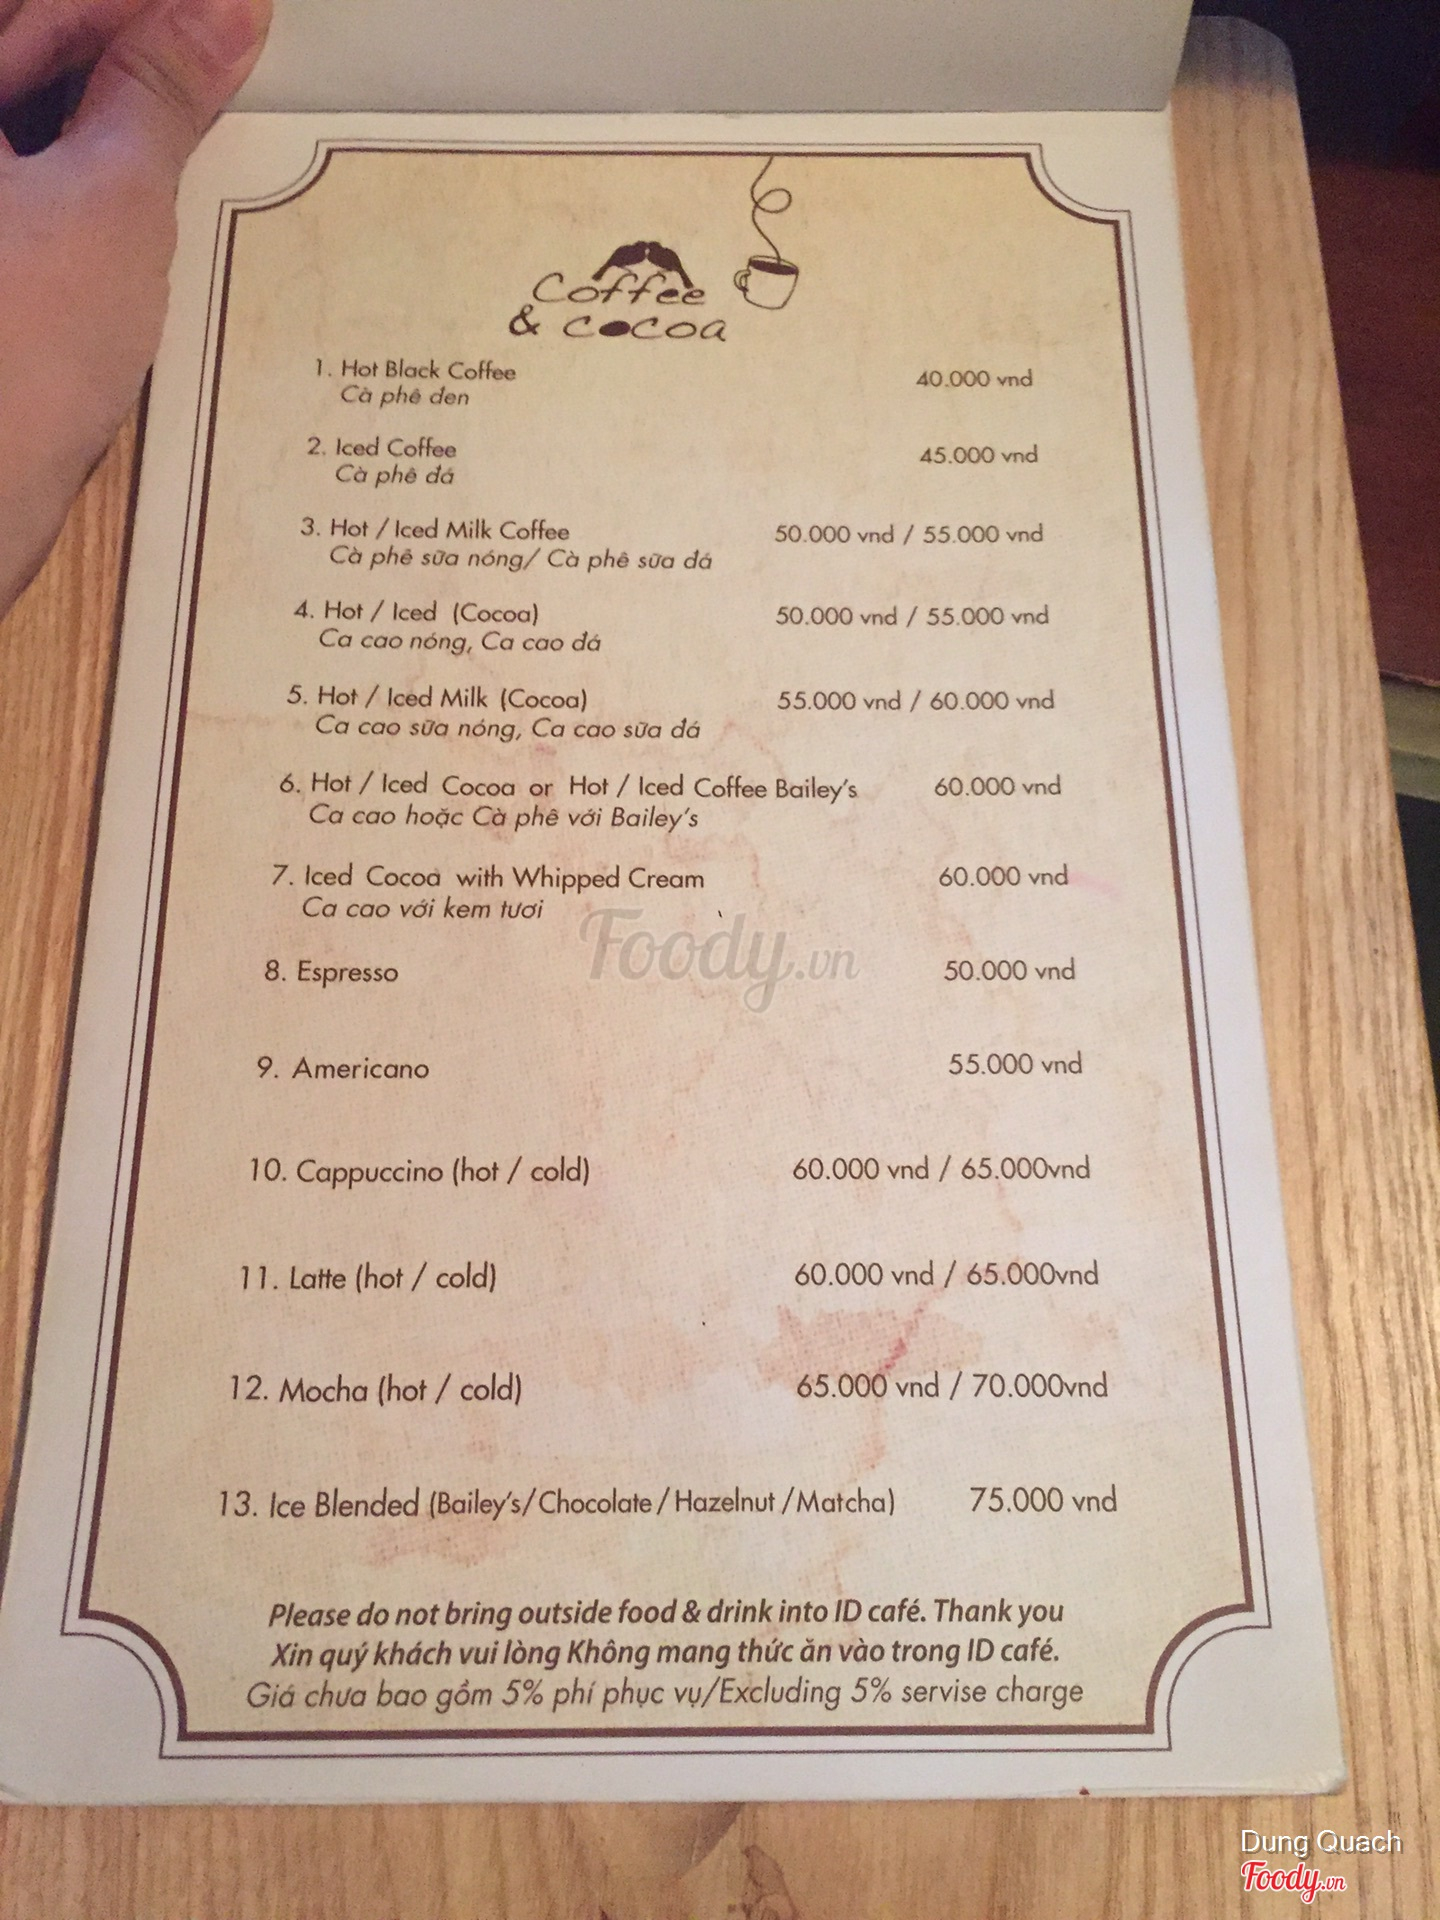 Coffee
& cocoa
1. Hot Black Coffee 40.000 vnd
Cà phê đen
2. Iced Coffee 45.000 vnd
Cà phê đá
3. Hot / Iced Milk Coffee 50.000 vnd / 55.000 vnd
Cà phê sữa nóng/ Cà phê sữa đá
4. Hot / Iced (Cocoa) 50.000 vnd / 55.000 vnd
Ca cao nóng, Ca cao đá
5. Hot / Iced Milk (Cocoa) 55.000 vnd / 60.000 vnd
Ca cao sữa nóng, Ca cao sữa đá
6. Hot / Iced Cocoa or Hot / Iced Coffee Bailey's 60.000 vnd
Ca cao hoặc Cà phê với Bailey's
7. Iced Cocoa with Whipped Cream 60.000 vnd
Ca cao với kem tươi
Foody.vn
8. Espresso 50.000 vnd
9. Americano 55.000 vnd
10. Cappuccino (hot / cold) 60.000 vnd / 65.000vnd
11. Latte (hot / cold) 60.000 vnd / 65.000vnd
12. Mocha (hot / cold) 65.000 vnd / 70.000vnd
13. Ice Blended (Bailey's/Chocolate/Hazelnut/Matcha) 75.000 vnd
Please do not bring outside food & drink into ID café. Thank you
Xin quý khách vui lòng Không mang thức ăn vào trong ID café.
Giá chưa bao gồm 5% phí phục vụ/Excluding 5% servise charge
Dung Quach
Foody.vn